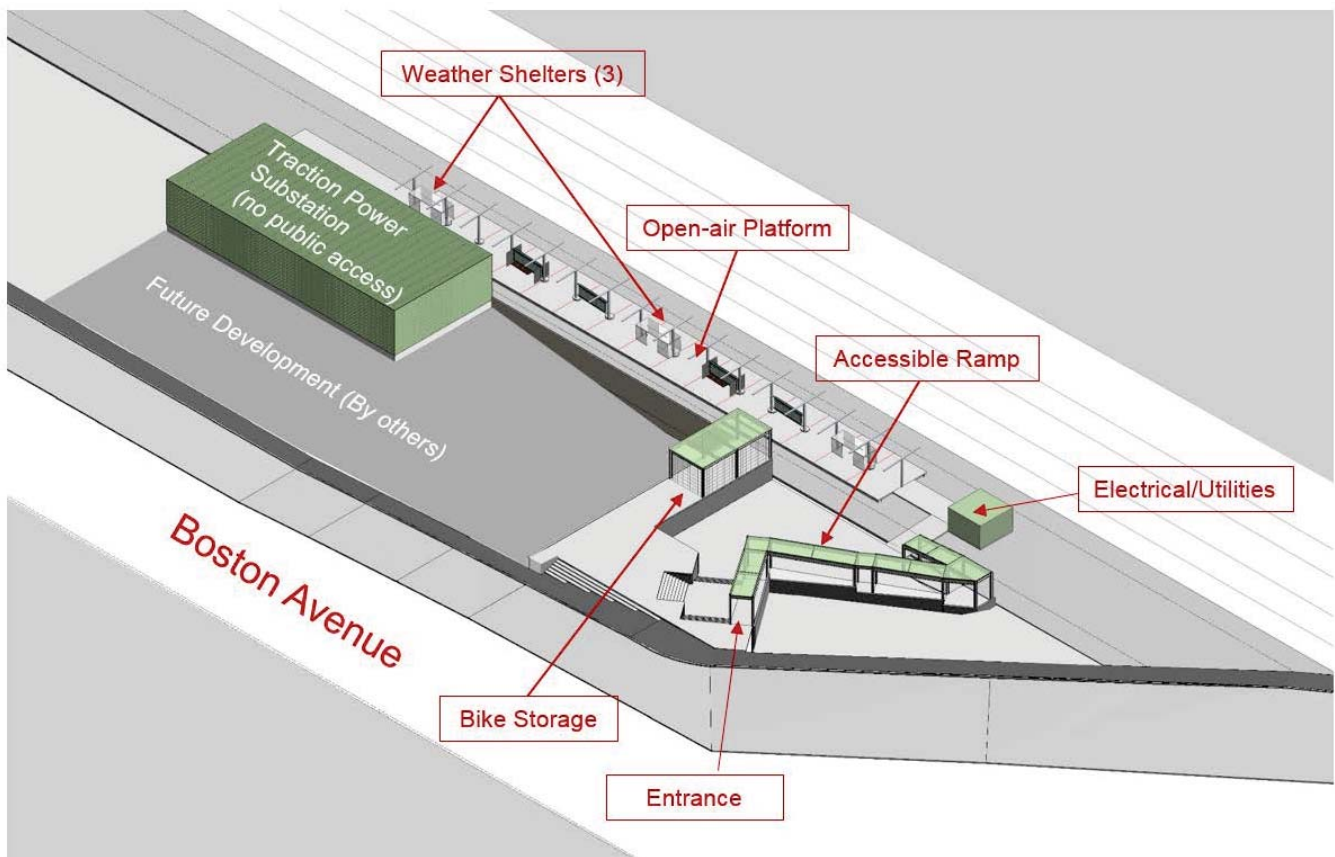 Weather Shelters (3)
Traction Power
Substation
(no public access)
Open-air Platform
Future Development (By others)
Accessible Ramp
Electrical/Utilities
Boston Avenue
Bike Storage
Entrance